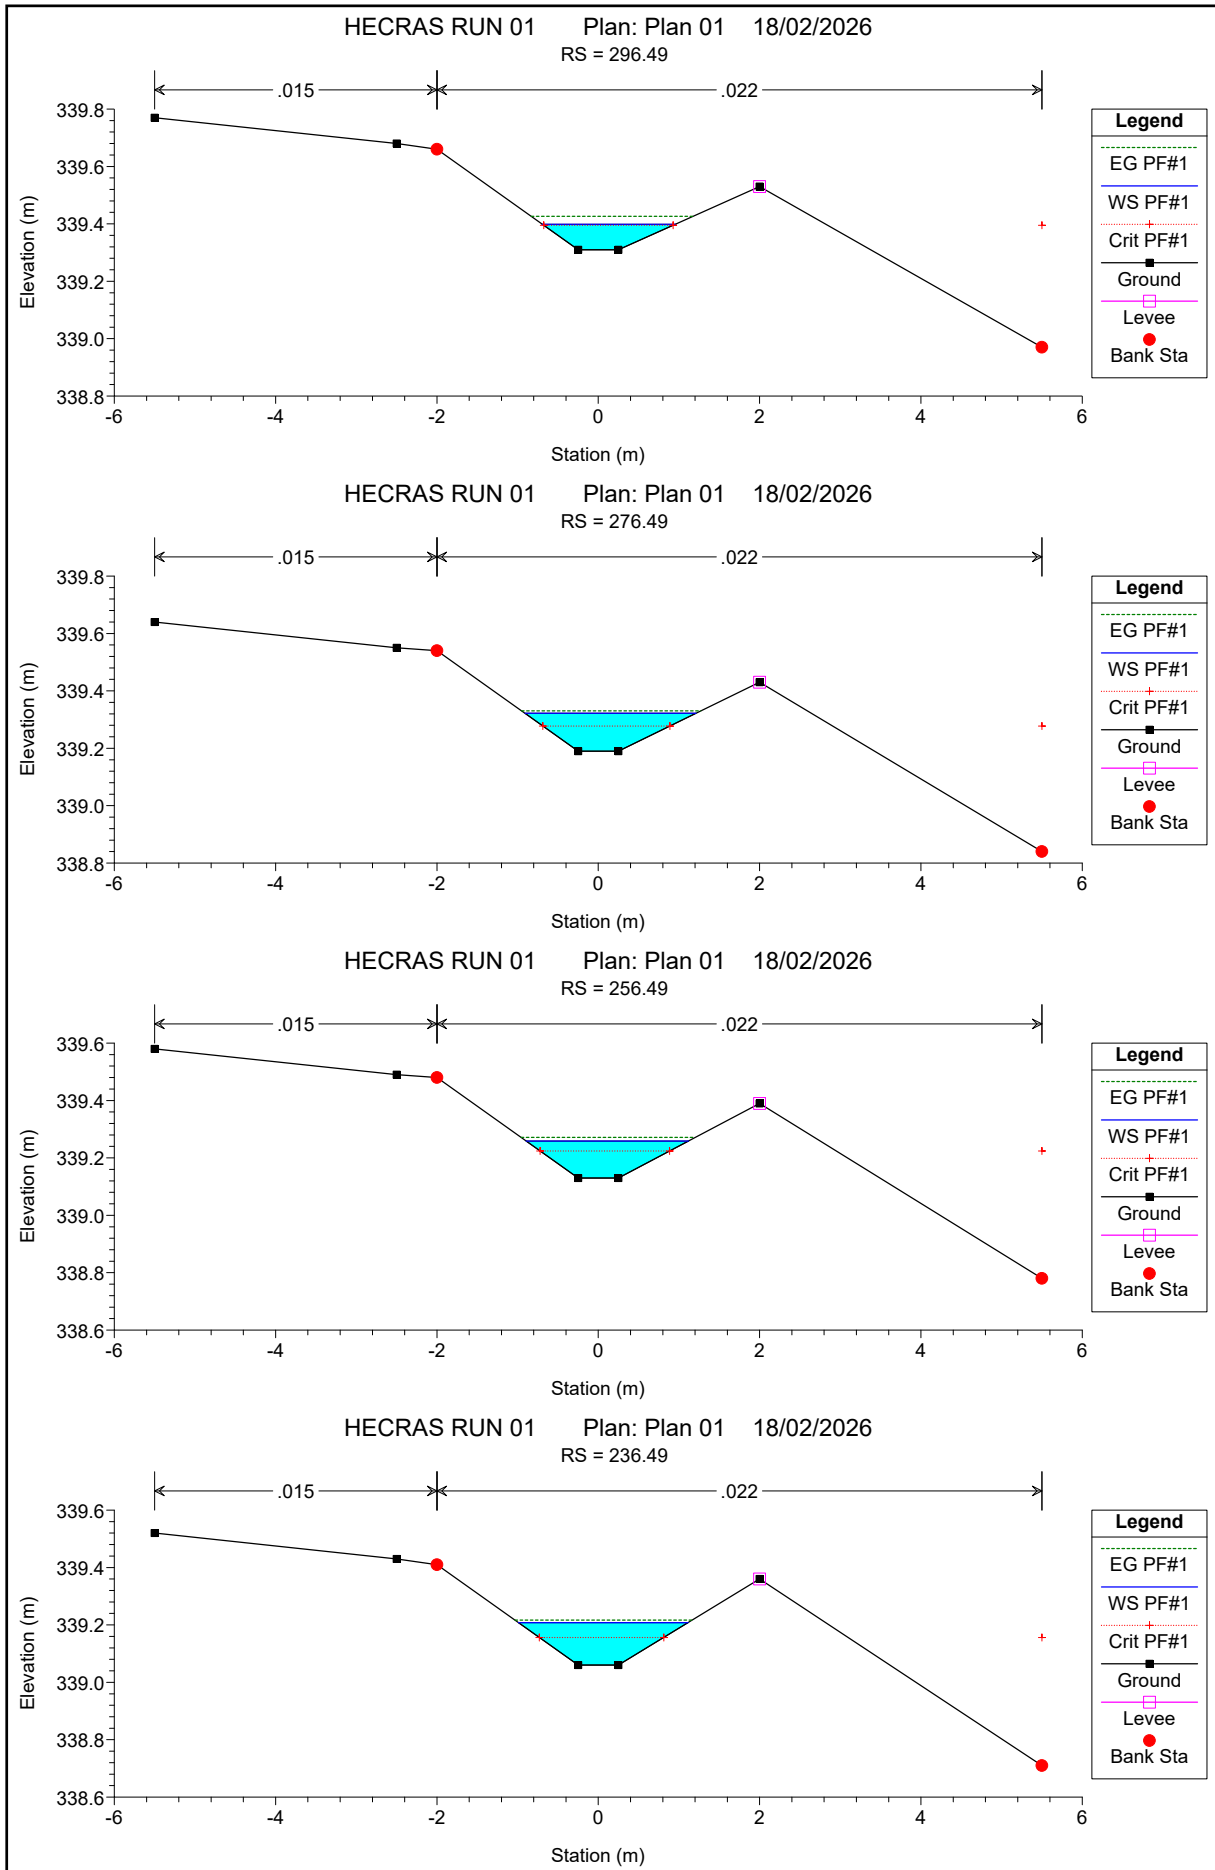 HECRAS RUN 01 Plan: Plan 01 18/02/2026
RS = 296.49
.015 .022
339.8
339.6
339.4
339.2
339.0
338.8
Elevation (m)
-6 -4 -2 0 2 4 6
Station (m)
Legend
EG PF#1
WS PF#1
Crit PF#1
Ground
Levee
Bank Sta
HECRAS RUN 01 Plan: Plan 01 18/02/2026
RS = 276.49
.015 .022
339.8
339.6
339.4
339.2
339.0
338.8
Elevation (m)
-6 -4 -2 0 2 4 6
Station (m)
Legend
EG PF#1
WS PF#1
Crit PF#1
Ground
Levee
Bank Sta
HECRAS RUN 01 Plan: Plan 01 18/02/2026
RS = 256.49
.015 .022
339.6
339.4
339.2
339.0
338.8
338.6
Elevation (m)
-6 -4 -2 0 2 4 6
Station (m)
Legend
EG PF#1
WS PF#1
Crit PF#1
Ground
Levee
Bank Sta
HECRAS RUN 01 Plan: Plan 01 18/02/2026
RS = 236.49
.015 .022
339.6
339.4
339.2
339.0
338.8
338.6
Elevation (m)
-6 -4 -2 0 2 4 6
Station (m)
Legend
EG PF#1
WS PF#1
Crit PF#1
Ground
Levee
Bank Sta